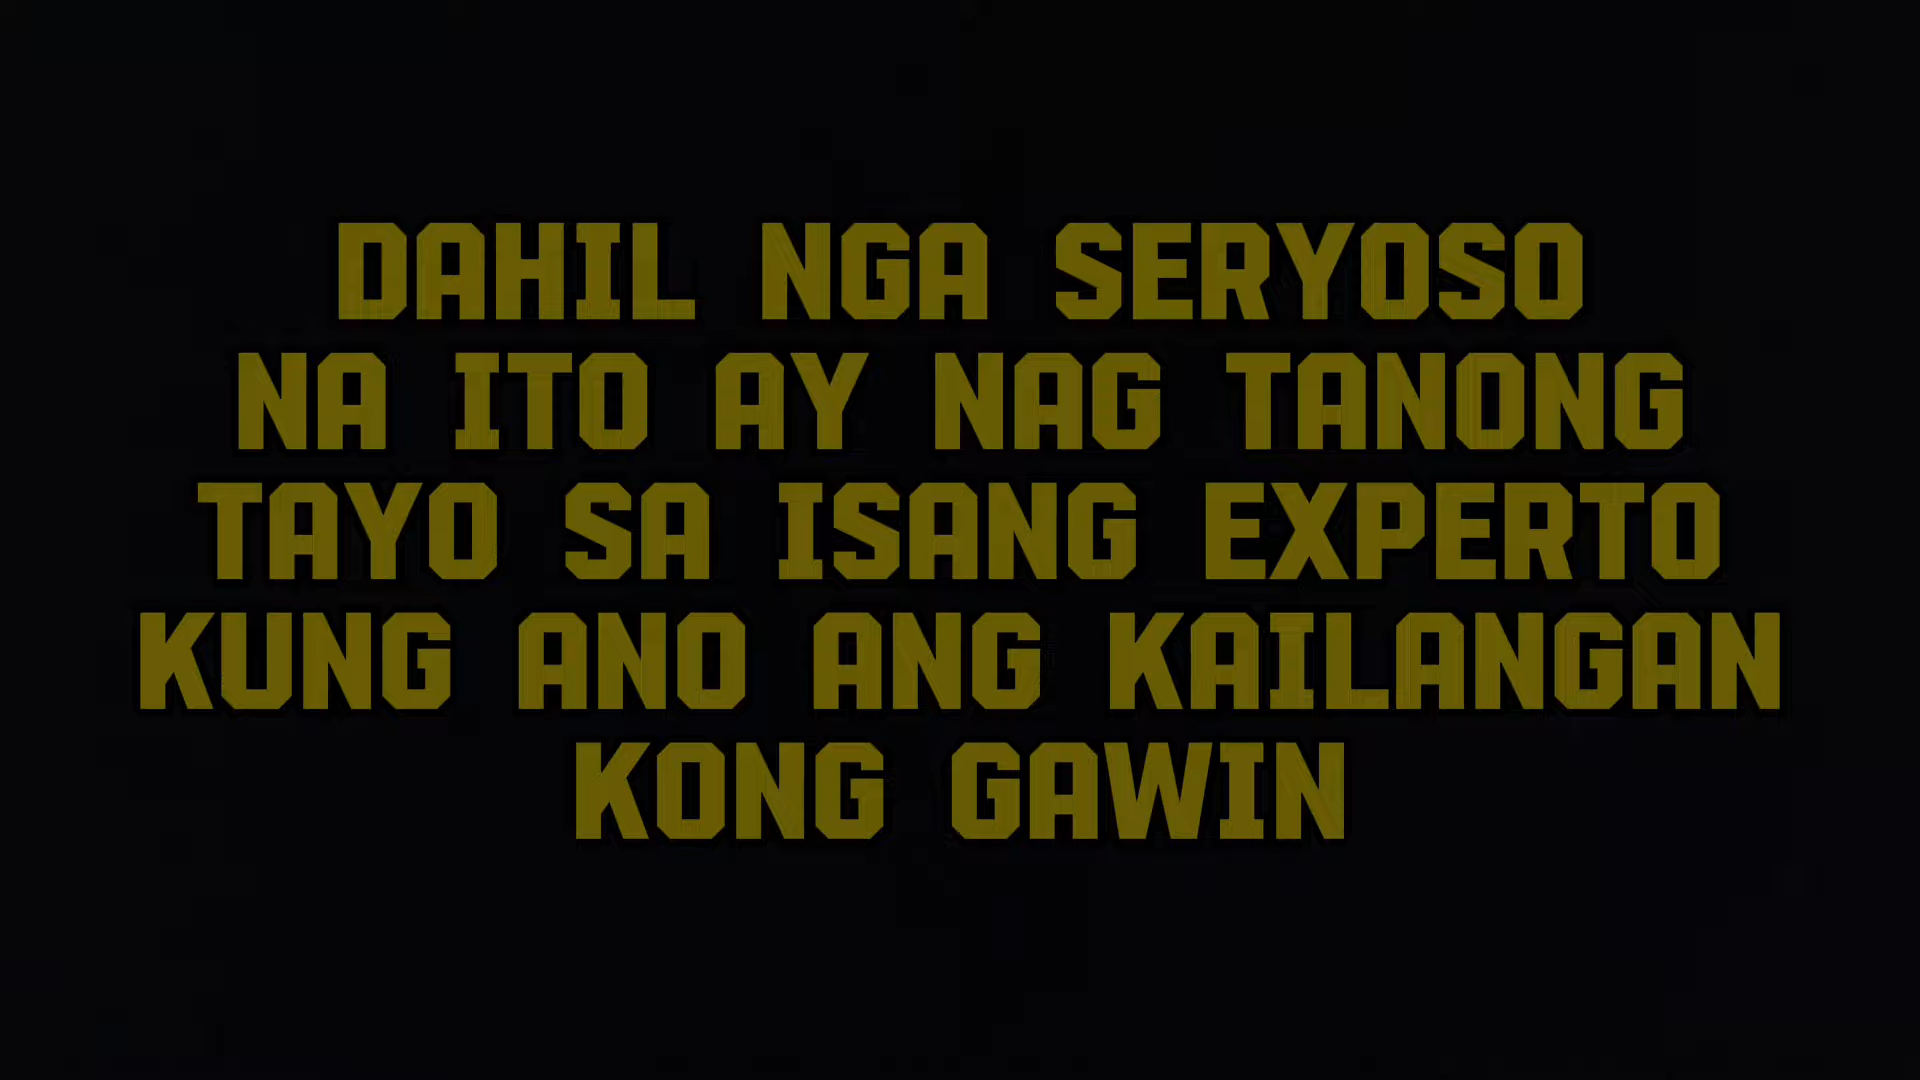 DAHIL NGA SERYOSO
NA ITO AY NAG TANONG
TAYO SA ISANG EXPERTO
KUNG ANO ANG KAILANGAN
KONG GAWIN